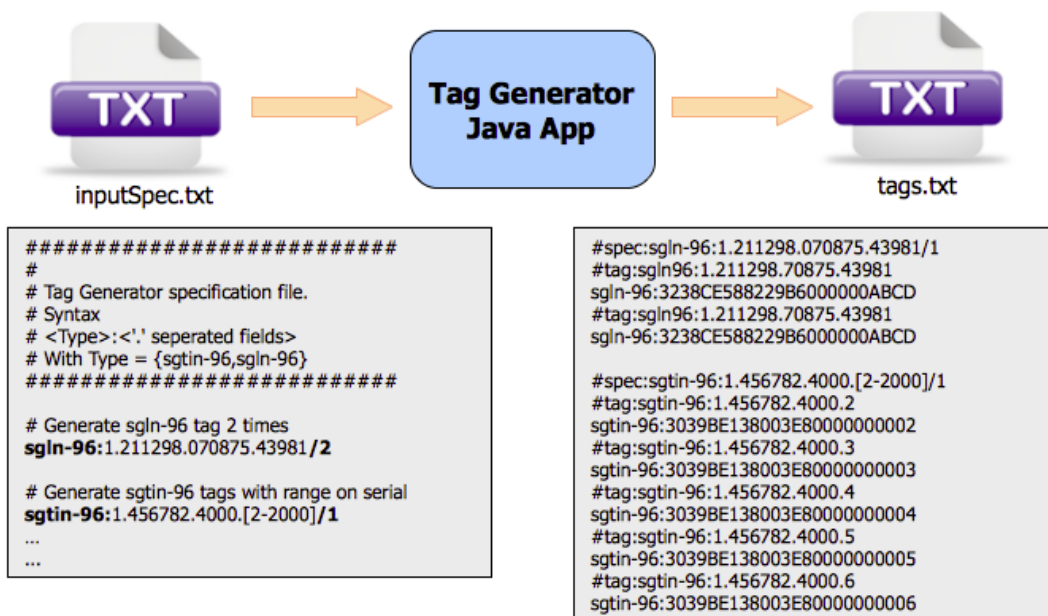 TXT
inputSpec.txt
Tag Generator
Java App
TXT
tags.txt
############################
#
# Tag Generator specification file.
# Syntax
# <Type>:<'.' seperated fields>
# With Type = {sgtin-96,sgln-96}
############################
# Generate sgln-96 tag 2 times
sgln-96:1.211298.070875.43981/2
# Generate sgtin-96 tags with range on serial
sgtin-96:1.456782.4000.[2-2000]/1
...
...
#spec:sgln-96:1.211298.070875.43981/1
#tag:sgln96:1.211298.70875.43981
sgln-96:3238CE588229B6000000ABCD
#tag:sgln96:1.211298.70875.43981
sgln-96:3238CE588229B6000000ABCD
#spec:sgtin-96:1.456782.4000.[2-2000]/1
#tag:sgtin-96:1.456782.4000.2
sgtin-96:3039BE138003E80000000002
#tag:sgtin-96:1.456782.4000.3
sgtin-96:3039BE138003E80000000003
#tag:sgtin-96:1.456782.4000.4
sgtin-96:3039BE138003E80000000004
#tag:sgtin-96:1.456782.4000.5
sgtin-96:3039BE138003E80000000005
#tag:sgtin-96:1.456782.4000.6
sgtin-96:3039BE138003E80000000006